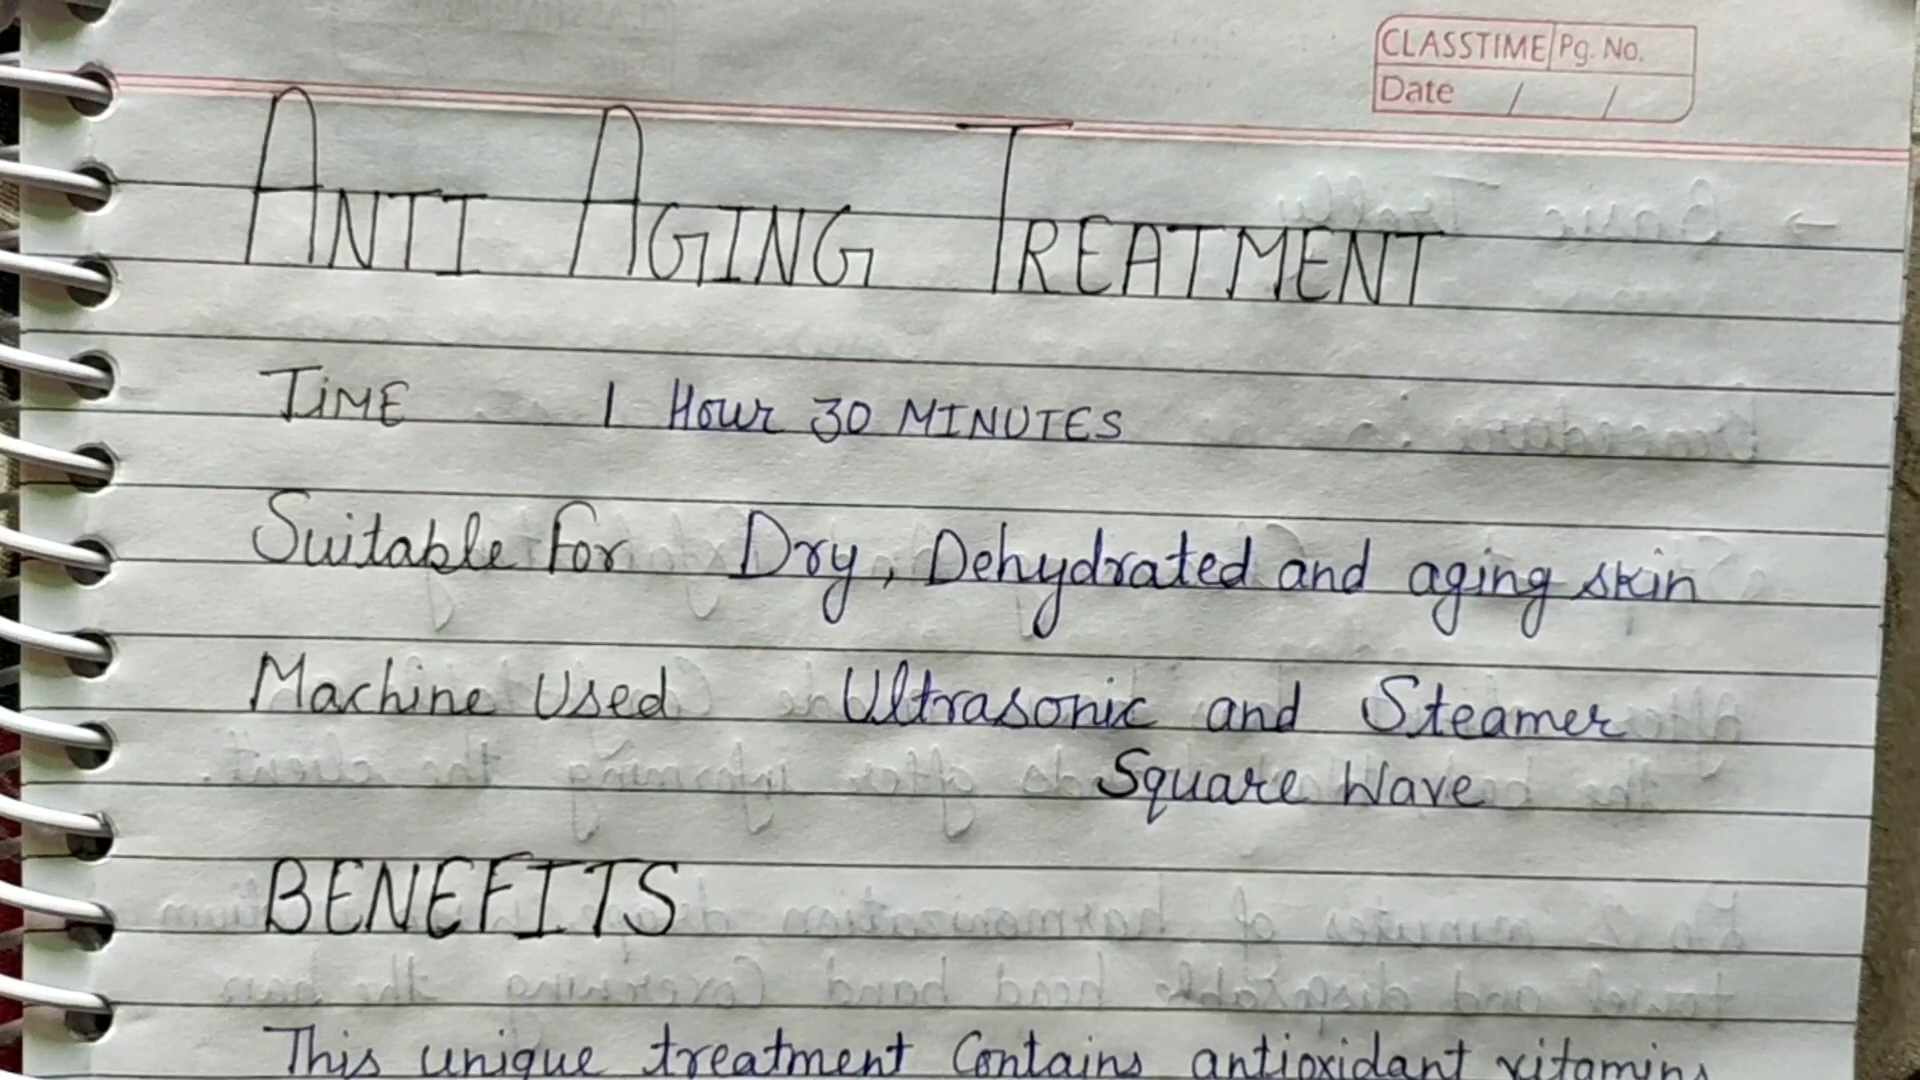 CLASSTIME Pg. No.
Date / /
ANTI AGING TREATMENT
TIME 1 Hour 30 MINUTES
Suitable For Dry, Dehydrated and aging skin
Machine Used Ultrasonic and Steamer
Square Wave
BENEFITS
This unique treatment Contains antioxidant vitamins